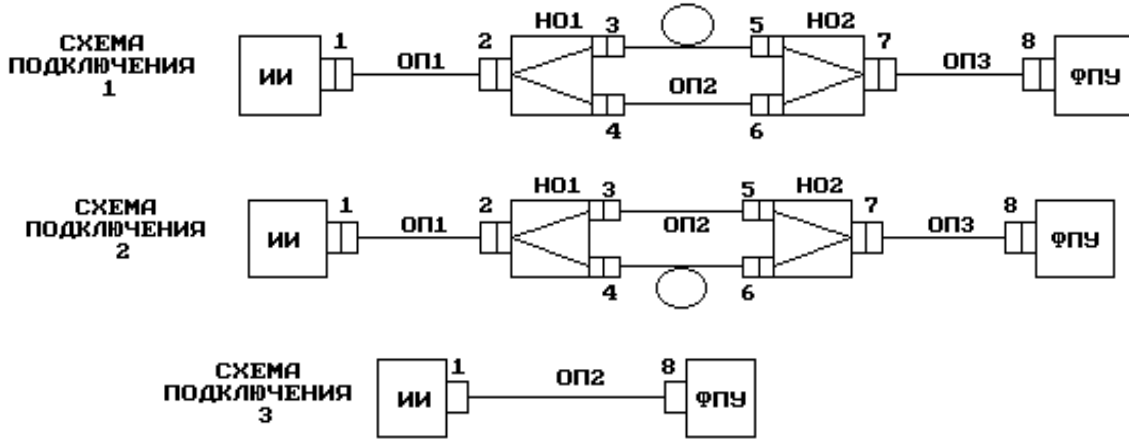 СХЕМА
ПОДКЛЮЧЕНИЯ
1
ИИ
1
ОП1
2
НО1
3
4
ОП2
5
6
НО2
7
ОП3
8
ФПУ
СХЕМА
ПОДКЛЮЧЕНИЯ
2
ИИ
1
ОП1
2
НО1
3
4
ОП2
5
6
НО2
7
ОП3
8
ФПУ
СХЕМА
ПОДКЛЮЧЕНИЯ
3
ИИ
1
ОП2
8
ФПУ